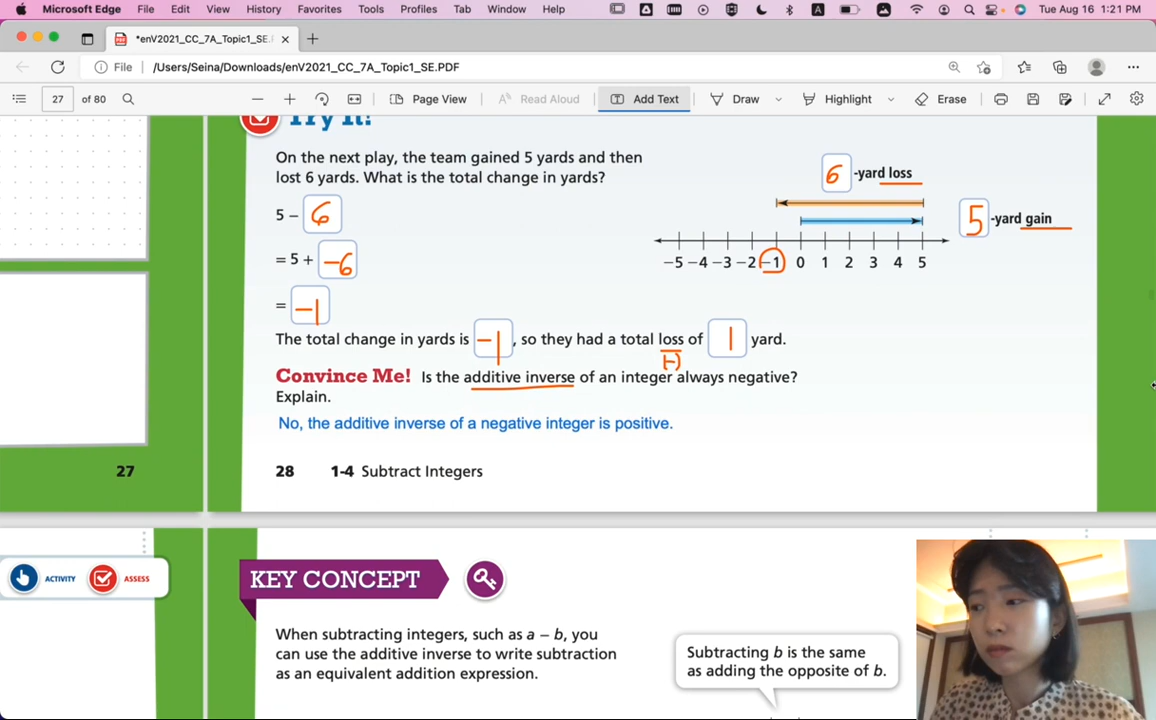 Microsoft Edge File Edit View History Favorites Tools Profiles Tab Window Help Tue Aug 16 1:21 PM
*enV2021_CC_7A_Topic1_SE.F
File /Users/Seina/Downloads/enV2021_CC_7A_Topic1_SE.PDF
27 of 80 Page View Read Aloud Add Text Draw Highlight Erase
Try It!
On the next play, the team gained 5 yards and then
lost 6 yards. What is the total change in yards?
6 -yard loss
5 – 6
5 -yard gain
= 5 + −6
−5 −4 −3 −2 −1 0 1 2 3 4 5
= −1
The total change in yards is −1, so they had a total loss of 1 yard.
(-)
Convince Me! Is the additive inverse of an integer always negative?
Explain.
No, the additive inverse of a negative integer is positive.
27
28 1-4 Subtract Integers
ACTIVITY ASSESS
KEY CONCEPT
When subtracting integers, such as a − b, you
can use the additive inverse to write subtraction
as an equivalent addition expression.
Subtracting b is the same
as adding the opposite of b.